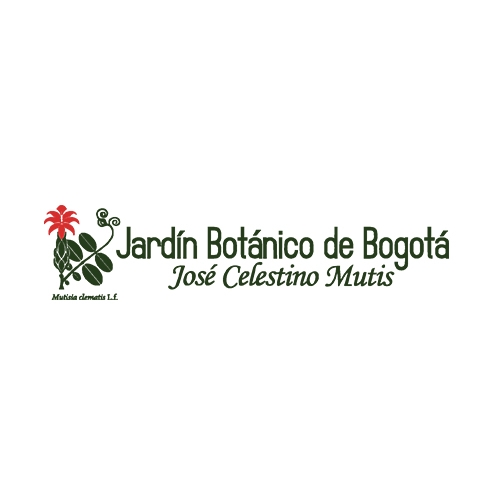 Jardín Botánico de Bogotá
José Celestino Mutis
Mutisia clematis L.f.